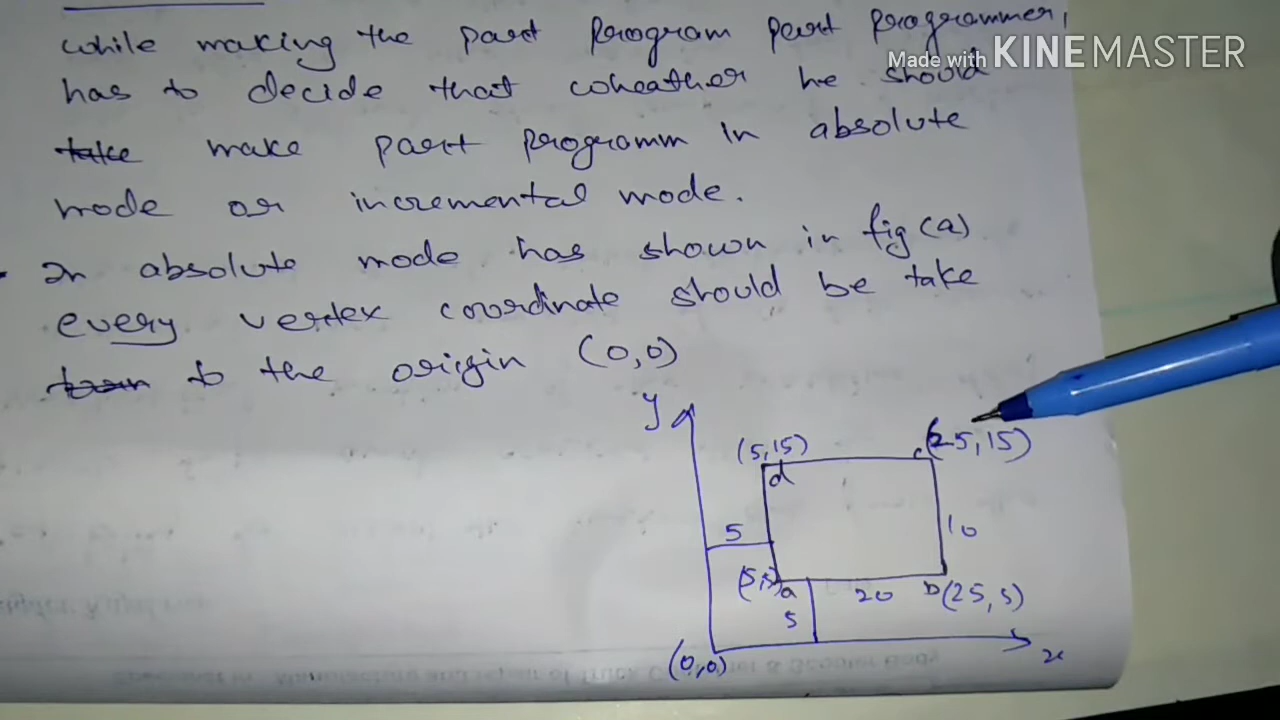 while making the part program part programmer,
Made with KINEMASTER
has to decide that wheather he should
take make part programm in absolute
mode or incremental mode.
In absolute mode has shown in fig (a)
every vertex coordinate should be take
to the origin (0,0)
y
(5,15)
(25,15)
d
c
5
10
(5,5)
a
20
b
(25,5)
5
(0,0)
x